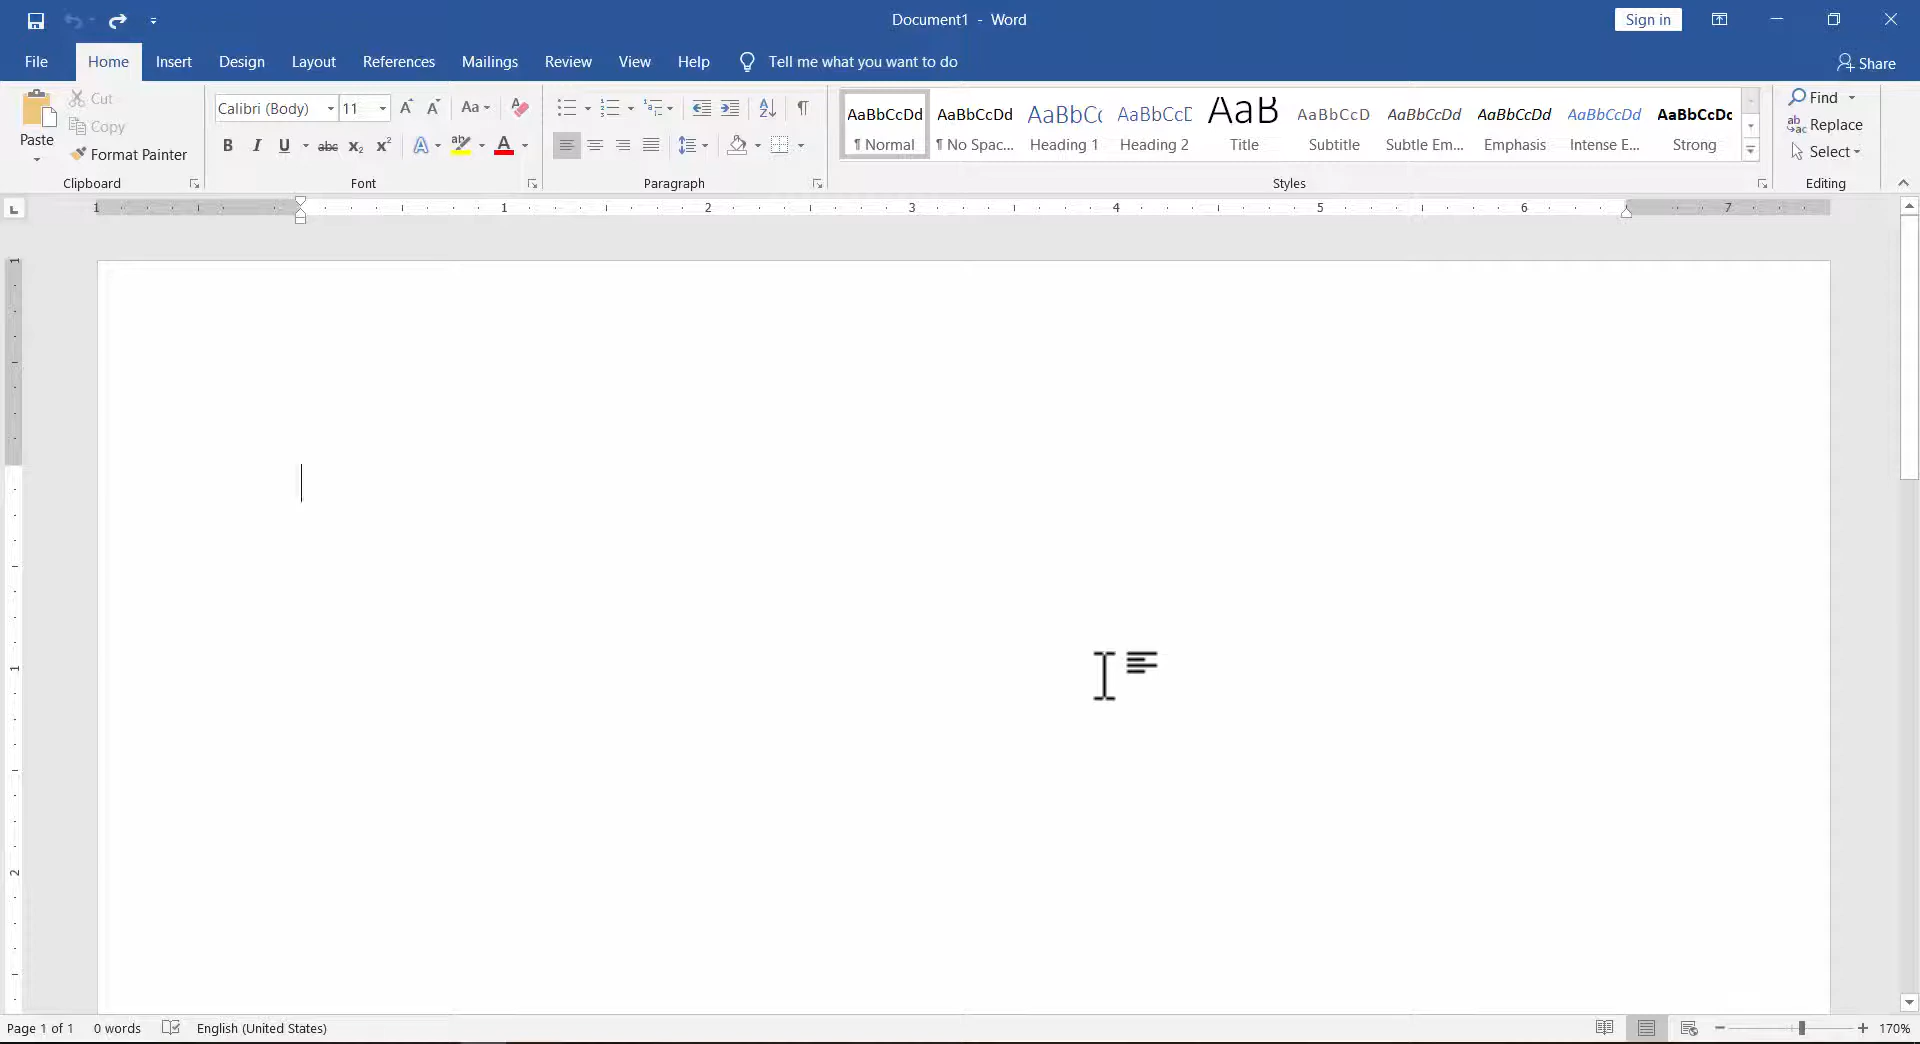 Document1 - Word
Sign in
File Home Insert Design Layout References Mailings Review View Help Tell me what you want to do
Share
Paste
Cut
Copy
Format Painter
Clipboard
Calibri (Body) 11
Aa
B I U abc x₂ x² A ab A
Font
Paragraph
AaBbCcDd AaBbCcDd AaBbCc AaBbCcD AaB AaBbCcD AaBbCcDd AaBbCcDd AaBbCcDd AaBbCcDc
¶ Normal ¶ No Spac... Heading 1 Heading 2 Title Subtitle Subtle Em... Emphasis Intense E... Strong
Styles
Find
Replace
Select
Editing
1 1 2 3 4 5 6 7
1
1
2
Page 1 of 1 0 words English (United States)
170%